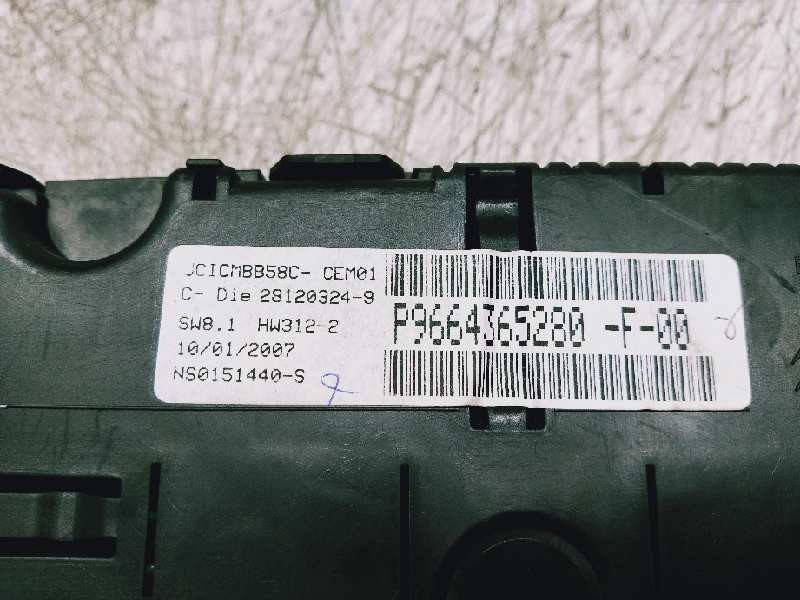 JCICMBB58C- CEM01
C- Die 28120324-9
SW8.1 HW312-2
10/01/2007
NS0151440-S
P9664365280 -F-00